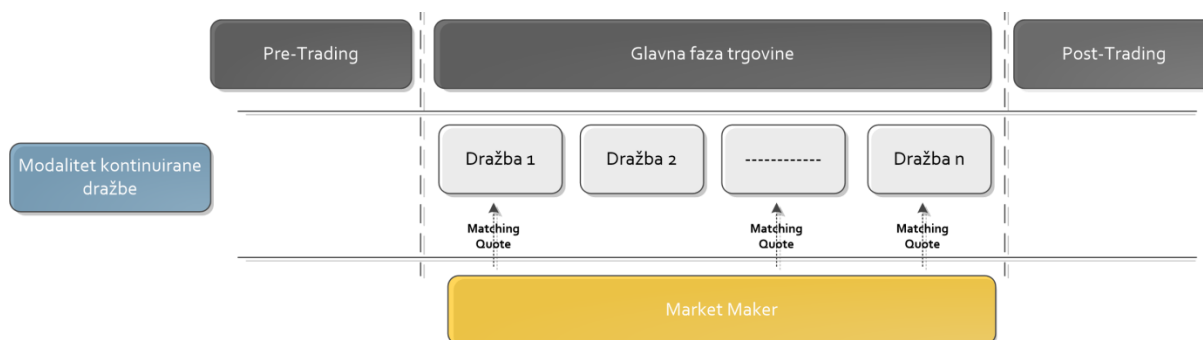 Pre-Trading
Glavna faza trgovine
Post-Trading
Modalitet kontinuirane
dražbe
Dražba 1
Dražba 2
------------
Dražba n
Matching
Quote
Matching
Quote
Matching
Quote
Market Maker